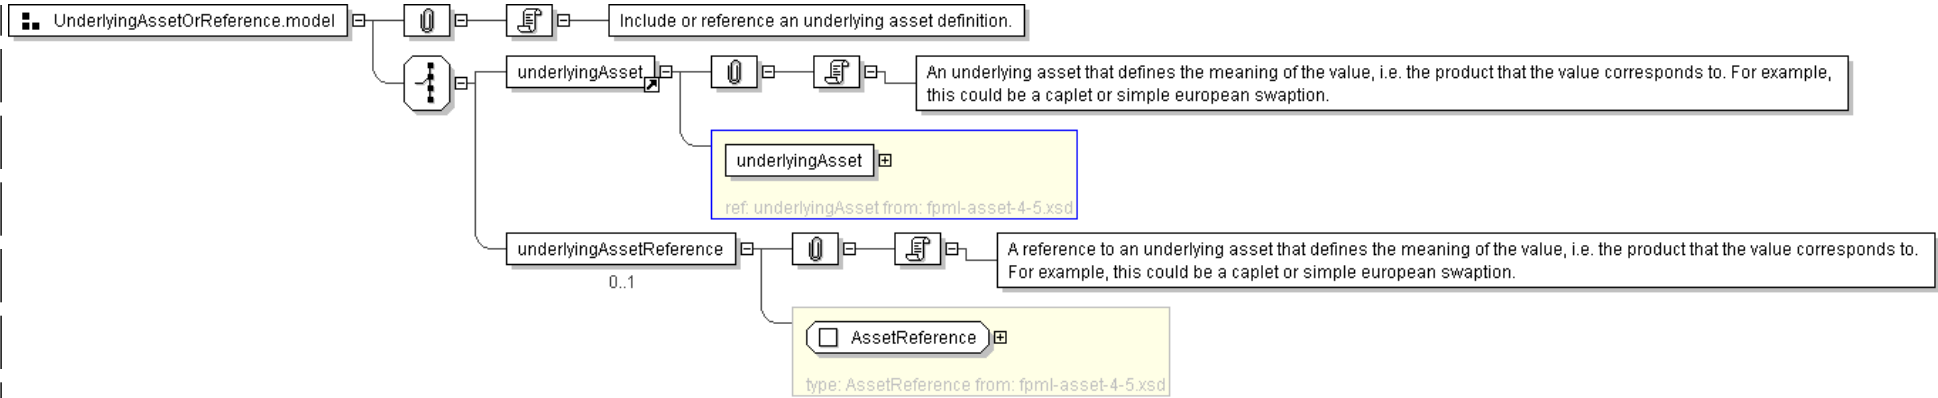 UnderlyingAssetOrReference.model
Include or reference an underlying asset definition.
underlyingAsset
An underlying asset that defines the meaning of the value, i.e. the product that the value corresponds to. For example,
this could be a caplet or simple european swaption.
underlyingAsset
ref: underlyingAsset from: fpml-asset-4-5.xsd
underlyingAssetReference
0..1
A reference to an underlying asset that defines the meaning of the value, i.e. the product that the value corresponds to.
For example, this could be a caplet or simple european swaption.
AssetReference
type: AssetReference from: fpml-asset-4-5.xsd